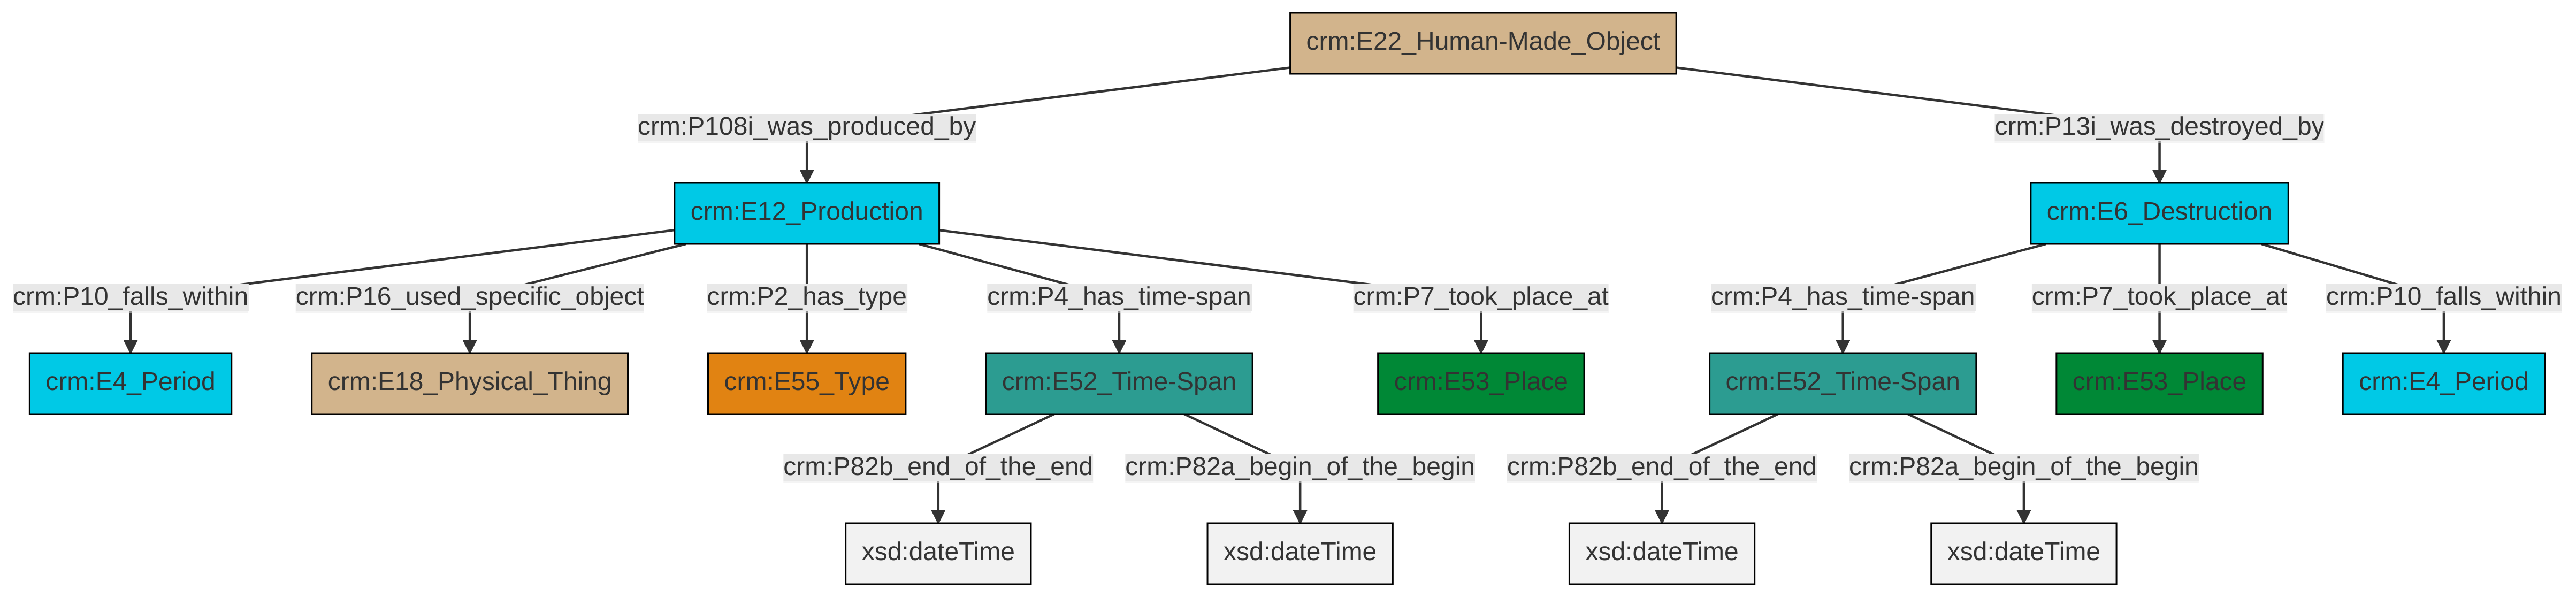 crm:E22_Human-Made_Object
crm:P108i_was_produced_by
crm:P13i_was_destroyed_by
crm:E12_Production
crm:E6_Destruction
crm:P10_falls_within
crm:P16_used_specific_object
crm:P2_has_type
crm:P4_has_time-span
crm:P7_took_place_at
crm:P4_has_time-span
crm:P7_took_place_at
crm:P10_falls_within
crm:E4_Period
crm:E18_Physical_Thing
crm:E55_Type
crm:E52_Time-Span
crm:E53_Place
crm:E52_Time-Span
crm:E53_Place
crm:E4_Period
crm:P82b_end_of_the_end
crm:P82a_begin_of_the_begin
crm:P82b_end_of_the_end
crm:P82a_begin_of_the_begin
xsd:dateTime
xsd:dateTime
xsd:dateTime
xsd:dateTime